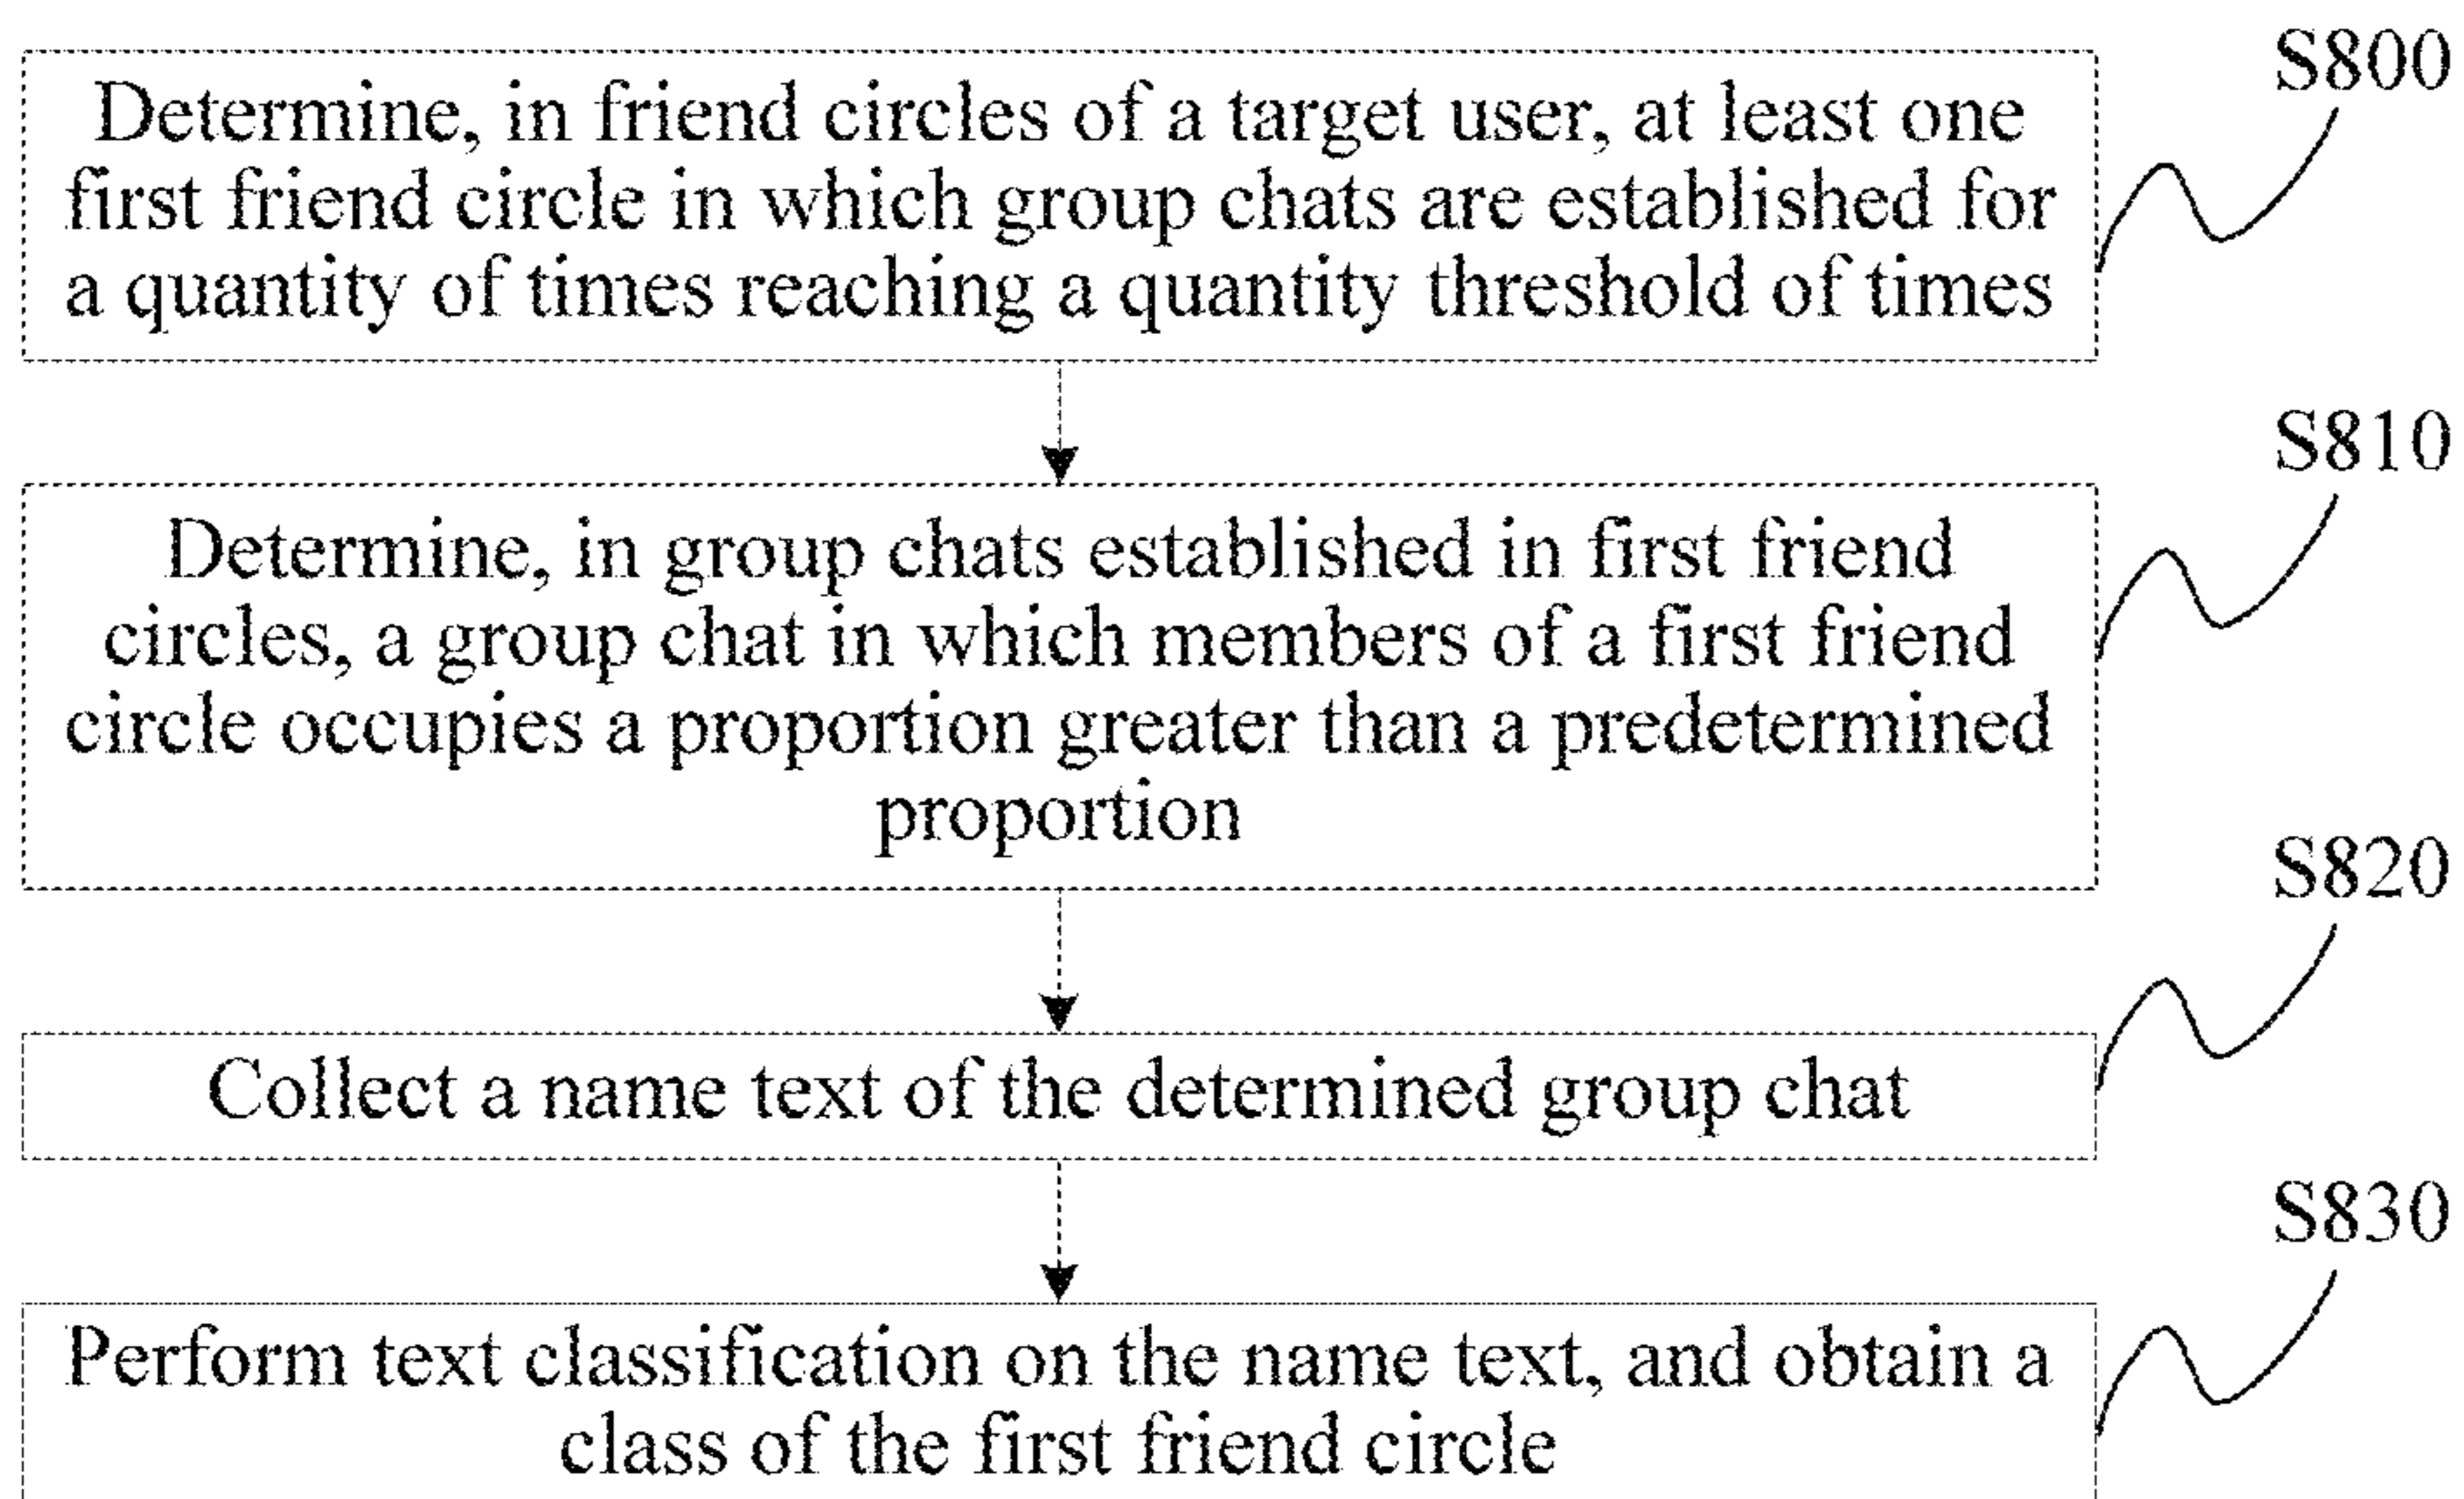 S800
Determine, in friend circles of a target user, at least one
first friend circle in which group chats are established for
a quantity of times reaching a quantity threshold of times
S810
Determine, in group chats established in first friend
circles, a group chat in which members of a first friend
circle occupies a proportion greater than a predetermined
proportion
S820
Collect a name text of the determined group chat
S830
Perform text classification on the name text, and obtain a
class of the first friend circle